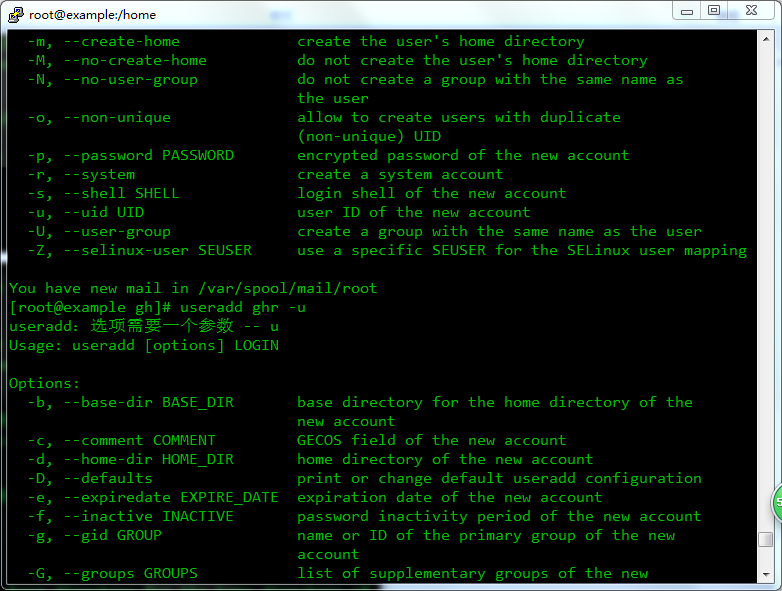 root@example:/home
-m, --create-home             create the user's home directory
-M, --no-create-home          do not create the user's home directory
-N, --no-user-group           do not create a group with the same name as
the user
-o, --non-unique              allow to create users with duplicate
(non-unique) UID
-p, --password PASSWORD       encrypted password of the new account
-r, --system                  create a system account
-s, --shell SHELL             login shell of the new account
-u, --uid UID                 user ID of the new account
-U, --user-group              create a group with the same name as the user
-Z, --selinux-user SEUSER     use a specific SEUSER for the SELinux user mapping
You have new mail in /var/spool/mail/root
[root@example gh]# useradd ghr -u
useradd：选项需要一个参数 -- u
Usage: useradd [options] LOGIN
Options:
-b, --base-dir BASE_DIR       base directory for the home directory of the
new account
-c, --comment COMMENT         GECOS field of the new account
-d, --home-dir HOME_DIR       home directory of the new account
-D, --defaults                print or change default useradd configuration
-e, --expiredate EXPIRE_DATE  expiration date of the new account
-f, --inactive INACTIVE       password inactivity period of the new account
-g, --gid GROUP               name or ID of the primary group of the new
account
-G, --groups GROUPS           list of supplementary groups of the new